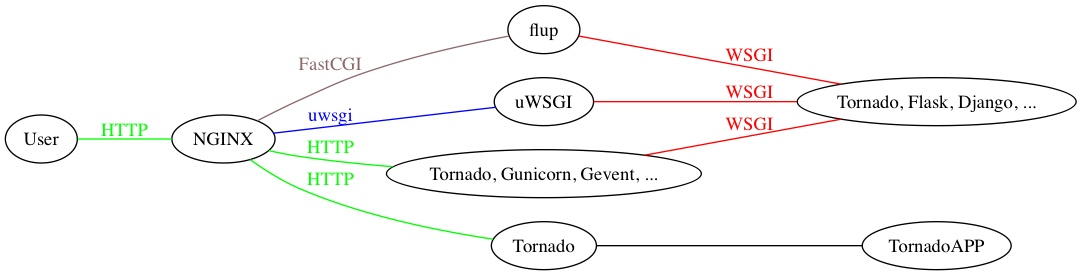 flup
WSGI
FastCGI
uWSGI
WSGI
Tornado, Flask, Django, ...
uwsgi
User
HTTP
NGINX
WSGI
HTTP
Tornado, Gunicorn, Gevent, ...
HTTP
Tornado
TornadoAPP